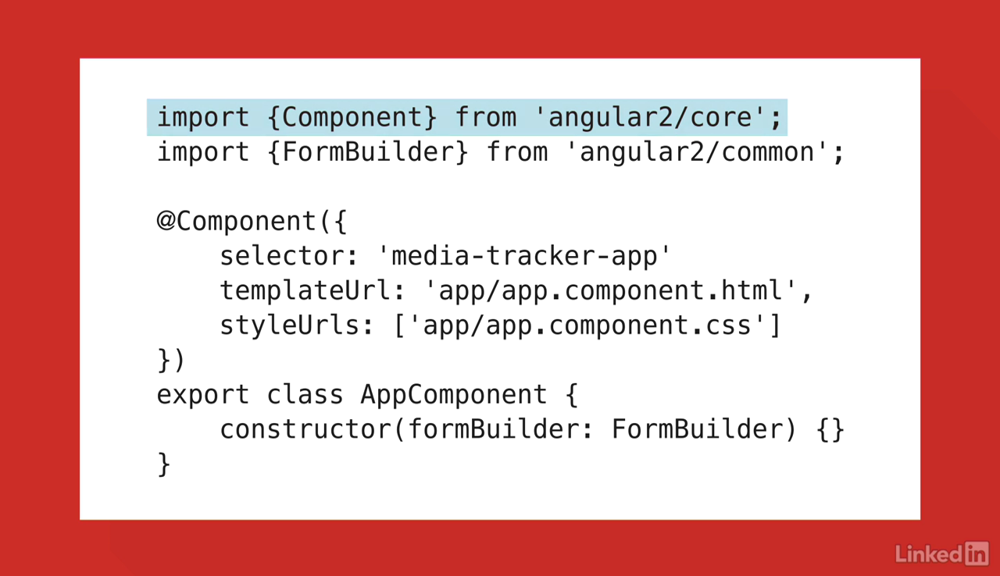 import {Component} from 'angular2/core';
import {FormBuilder} from 'angular2/common';
@Component({
    selector: 'media-tracker-app'
    templateUrl: 'app/app.component.html',
    styleUrls: ['app/app.component.css']
})
export class AppComponent {
    constructor(formBuilder: FormBuilder) {}
}
LinkedIn